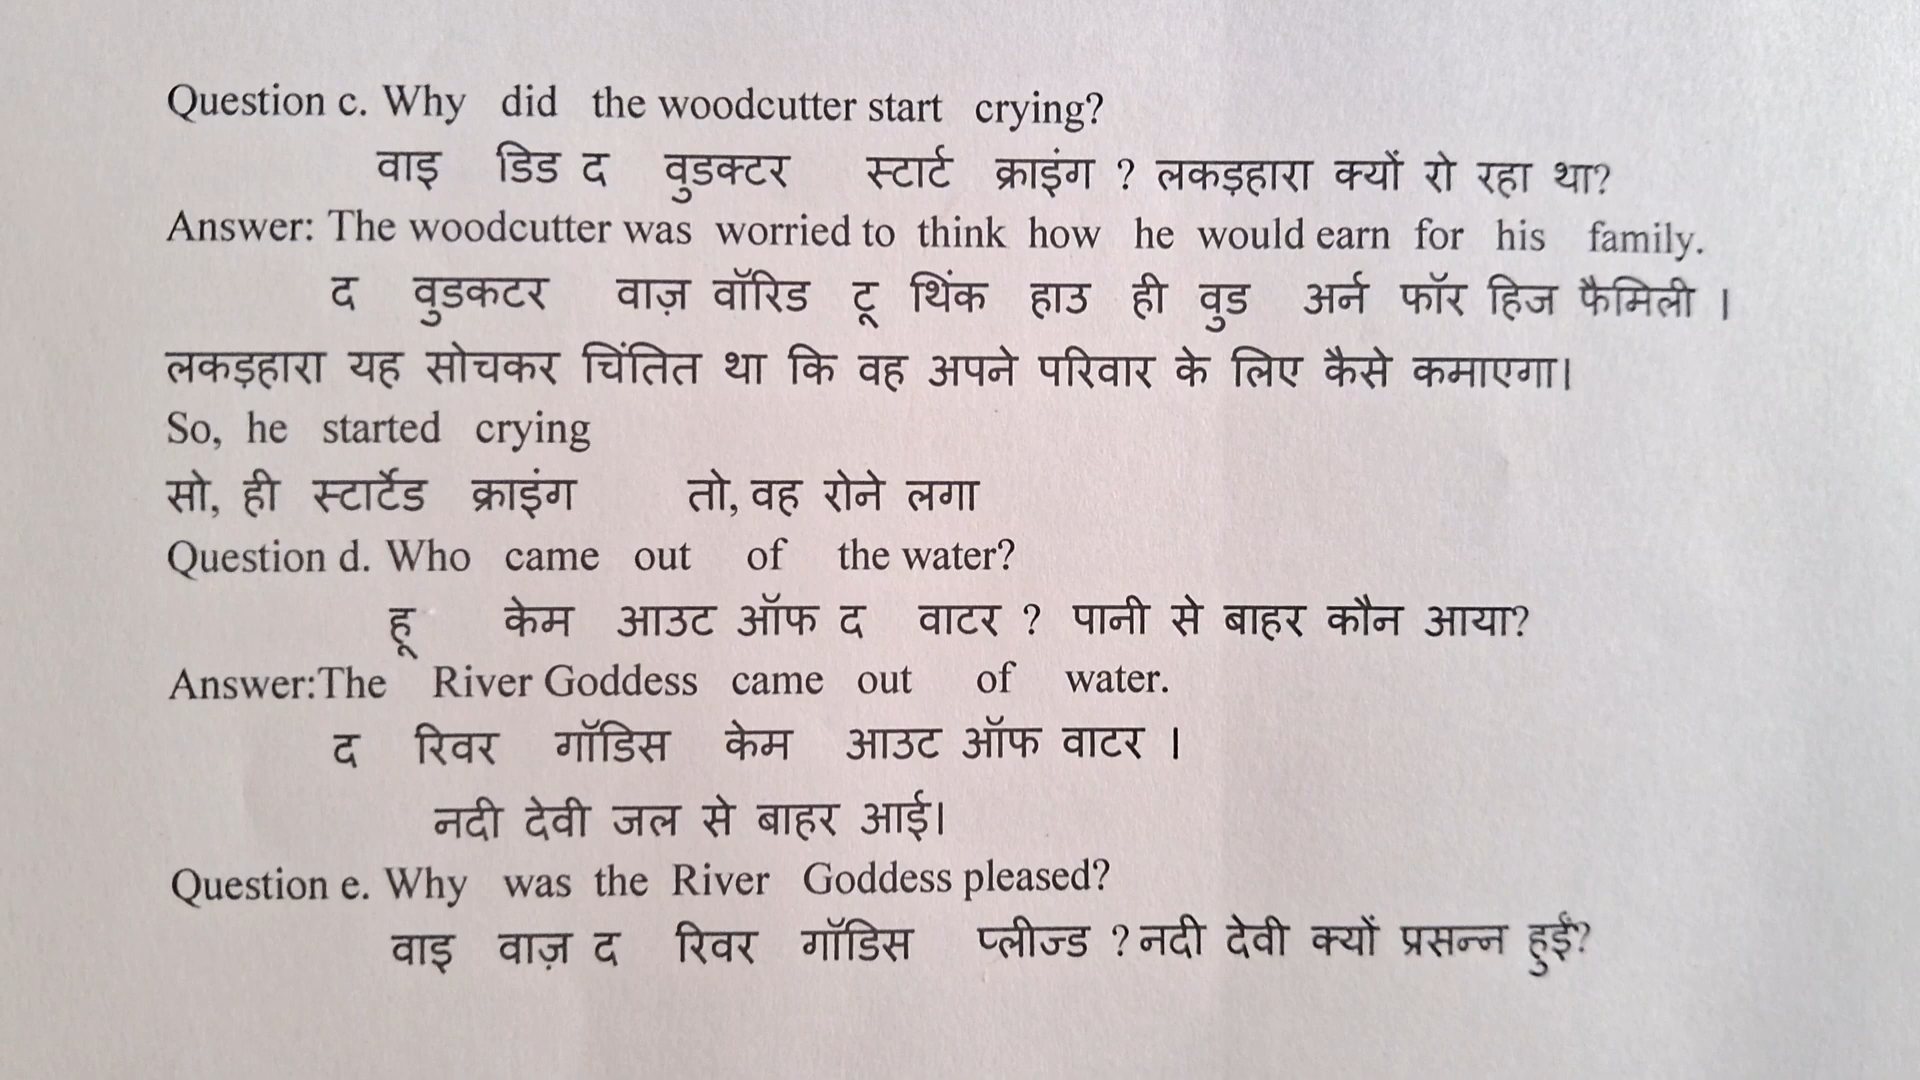 Question c. Why did the woodcutter start crying?
वाइ डिड द वुडक्टर स्टार्ट क्राइंग ? लकड़हारा क्यों रो रहा था?
Answer: The woodcutter was worried to think how he would earn for his family.
द वुडकटर वाज़ वॉरिड टू थिंक हाउ ही वुड अर्न फॉर हिज फैमिली ।
लकड़हारा यह सोचकर चिंतित था कि वह अपने परिवार के लिए कैसे कमाएगा।
So, he started crying
सो, ही स्टार्टेड क्राइंग तो, वह रोने लगा
Question d. Who came out of the water?
हू केम आउट ऑफ द वाटर ? पानी से बाहर कौन आया?
Answer:The River Goddess came out of water.
द रिवर गॉडिस केम आउट ऑफ वाटर ।
नदी देवी जल से बाहर आई।
Question e. Why was the River Goddess pleased?
वाइ वाज़ द रिवर गॉडिस प्लीज्ड ? नदी देवी क्यों प्रसन्न हुईं?